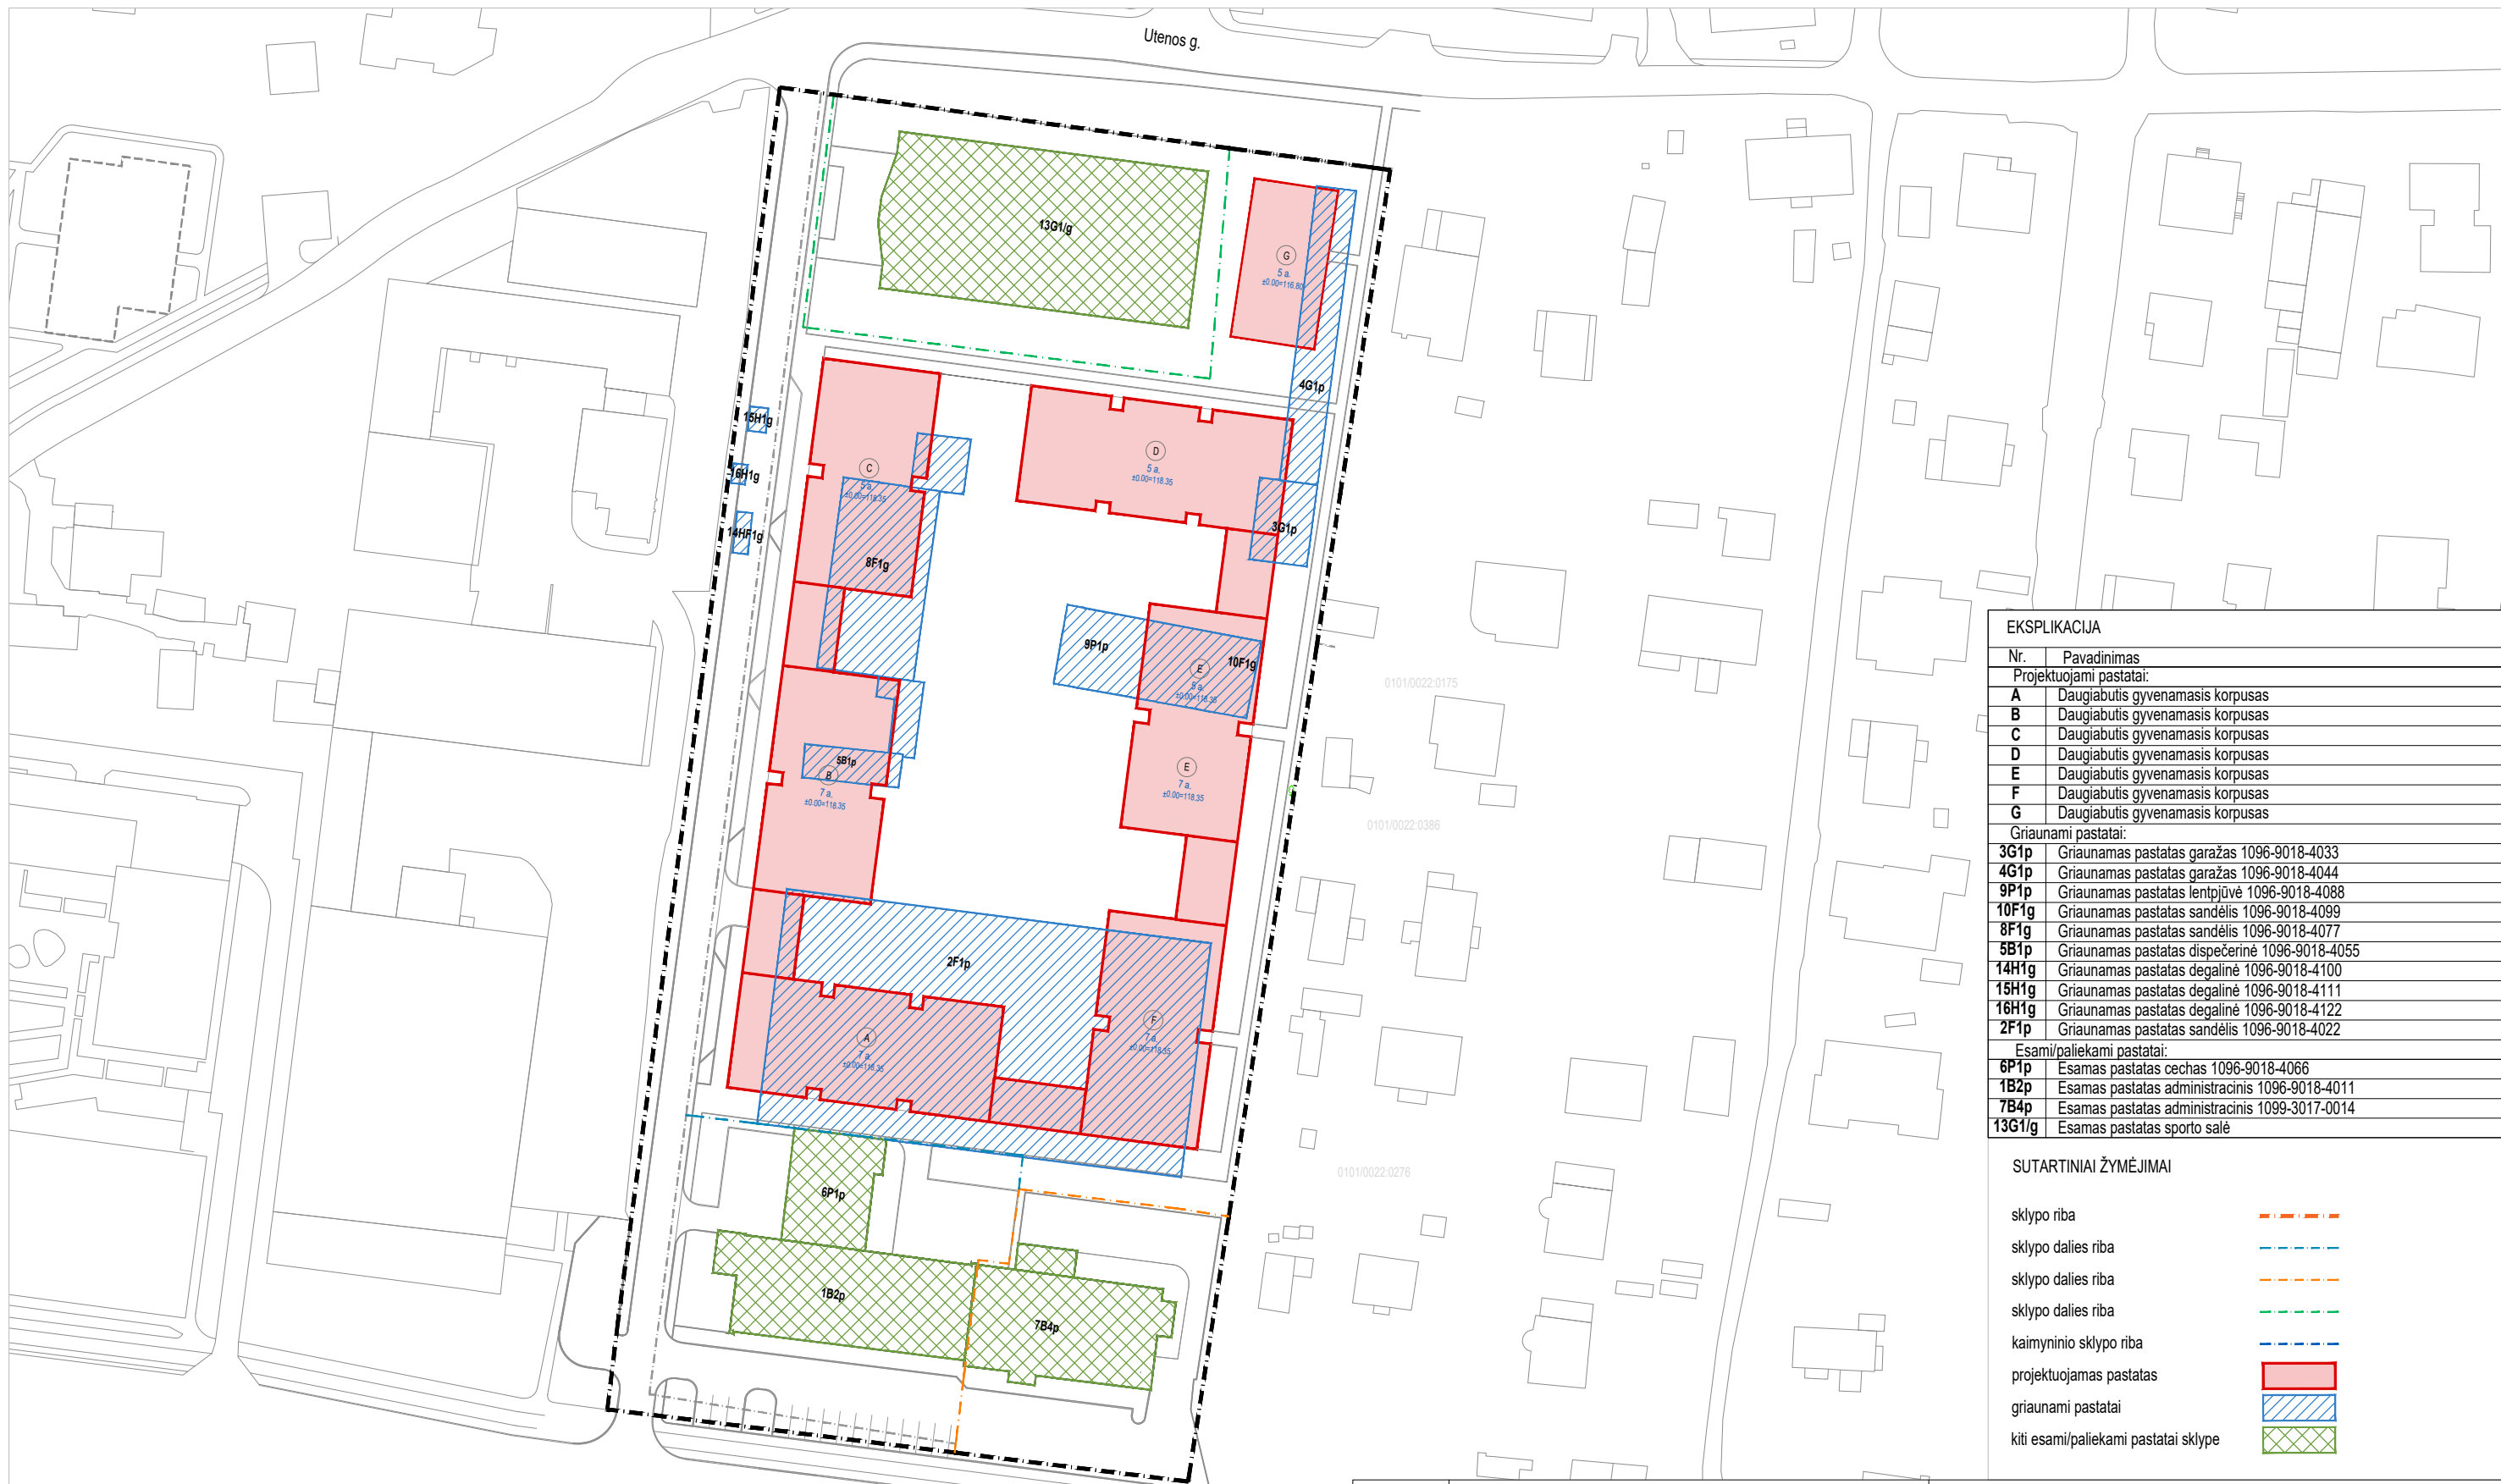 Utenos g.
13G1/g
G
5 a.
±0.00=116.80
4G1p
15H1g
16H1g
14HF1g
C
5 a.
±0.00=118.35
D
5 a.
±0.00=118.35
3G1p
8F1g
9P1p
10F1g
E
5 a.
±0.00=118.35
0101/0022:0175
5B1p
B
7 a.
±0.00=118.35
E
7 a.
±0.00=118.35
0101/0022:0386
2F1p
A
7 a.
±0.00=118.35
F
7 a.
±0.00=118.35
0101/0022:0276
6P1p
1B2p
7B4p
EKSPLIKACIJA
Nr. Pavadinimas
Projektuojami pastatai:
A Daugiabutis gyvenamasis korpusas
B Daugiabutis gyvenamasis korpusas
C Daugiabutis gyvenamasis korpusas
D Daugiabutis gyvenamasis korpusas
E Daugiabutis gyvenamasis korpusas
F Daugiabutis gyvenamasis korpusas
G Daugiabutis gyvenamasis korpusas
Griaunami pastatai:
3G1p Griaunamas pastatas garažas 1096-9018-4033
4G1p Griaunamas pastatas garažas 1096-9018-4044
9P1p Griaunamas pastatas lentpjūvė 1096-9018-4088
10F1g Griaunamas pastatas sandėlis 1096-9018-4099
8F1g Griaunamas pastatas sandėlis 1096-9018-4077
5B1p Griaunamas pastatas dispečerinė 1096-9018-4055
14H1g Griaunamas pastatas degalinė 1096-9018-4100
15H1g Griaunamas pastatas degalinė 1096-9018-4111
16H1g Griaunamas pastatas degalinė 1096-9018-4122
2F1p Griaunamas pastatas sandėlis 1096-9018-4022
Esami/paliekami pastatai:
6P1p Esamas pastatas cechas 1096-9018-4066
1B2p Esamas pastatas administracinis 1096-9018-4011
7B4p Esamas pastatas administracinis 1099-3017-0014
13G1/g Esamas pastatas sporto salė
SUTARTINIAI ŽYMĖJIMAI
sklypo riba
sklypo dalies riba
sklypo dalies riba
sklypo dalies riba
kaimyninio sklypo riba
projektuojamas pastatas
griaunami pastatai
kiti esami/paliekami pastatai sklype